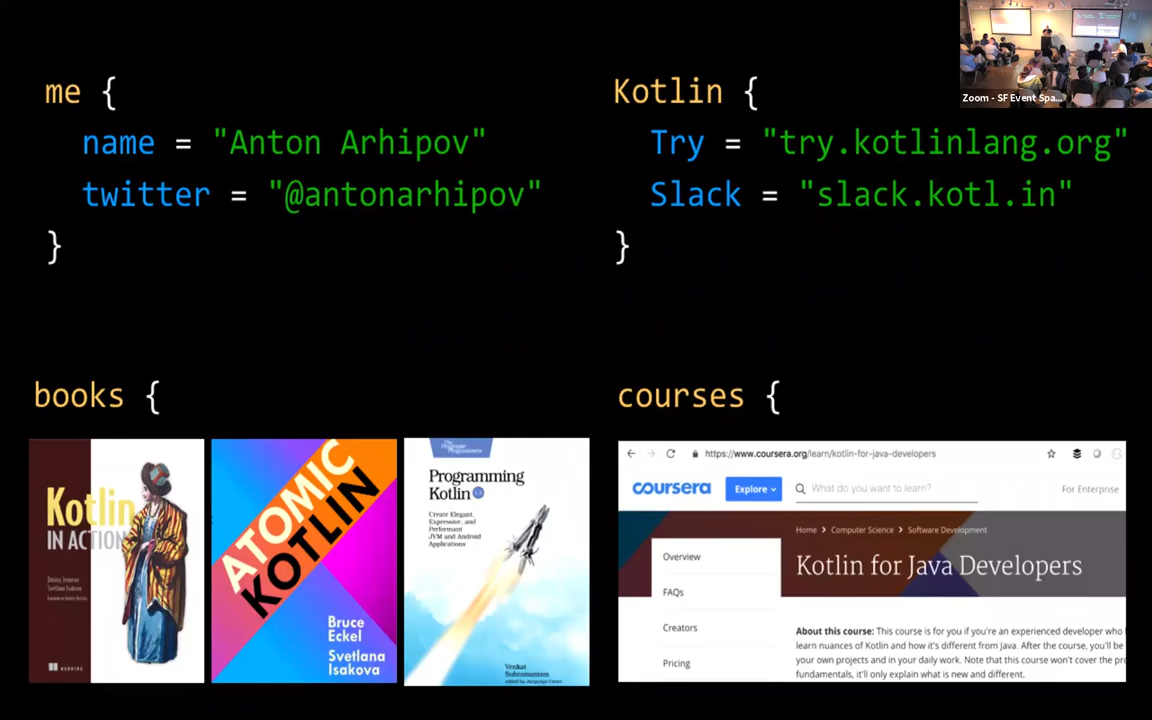 me {
name = "Anton Arhipov"
twitter = "@antonarhipov"
}
Kotlin {
Try = "try.kotlinlang.org"
Slack = "slack.kotl.in"
}
Zoom - SF Event Spa...
books {
Kotlin
IN ACTION
MANNING
ATOMIC
KOTLIN
Bruce
Eckel
Svetlana
Isakova
The
Pragmatic
Programmers
Programming
Kotlin
Create Elegant,
Expressive, and
Performant
JVM and Android
Applications
Venkat
Subramaniam
courses {
https://www.coursera.org/learn/kotlin-for-java-developers
coursera
Explore
What do you want to learn?
For Enterprise
Home > Computer Science > Software Development
Kotlin for Java Developers
Overview
FAQs
Creators
Pricing
About this course: This course is for you if you're an experienced developer who
learn nuances of Kotlin and how it's different from Java. After the course, you'll be
your own projects and in your daily work. Note that this course won't cover the pr
fundamentals, it'll only explain what is new and different.